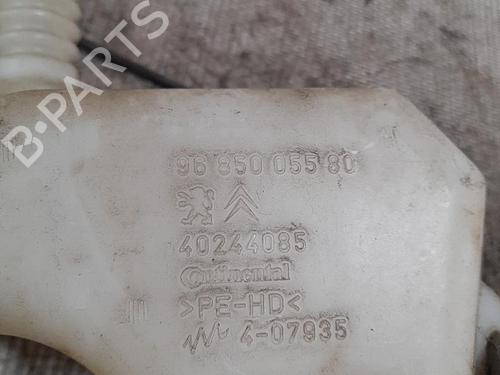 B-PARTS
96 850 055 80
40244085
Continental
>PE-HD<
4-07935